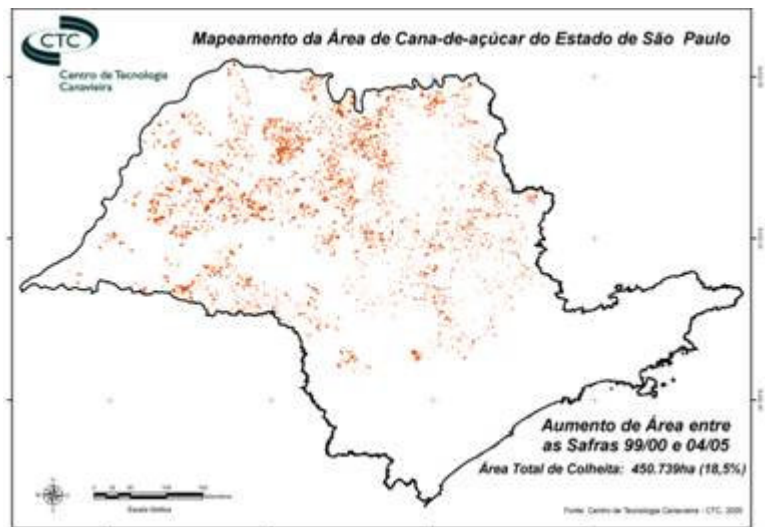 CTC
Centro de Tecnologia
Canavieira
Mapeamento da Área de Cana-de-açúcar do Estado de São Paulo
Aumento de Área entre
as Safras 99/00 e 04/05
Área Total de Colheita: 450.739ha (18,5%)
Escala Gráfica
Fonte: Centro de Tecnologia Canavieira - CTC, 2005